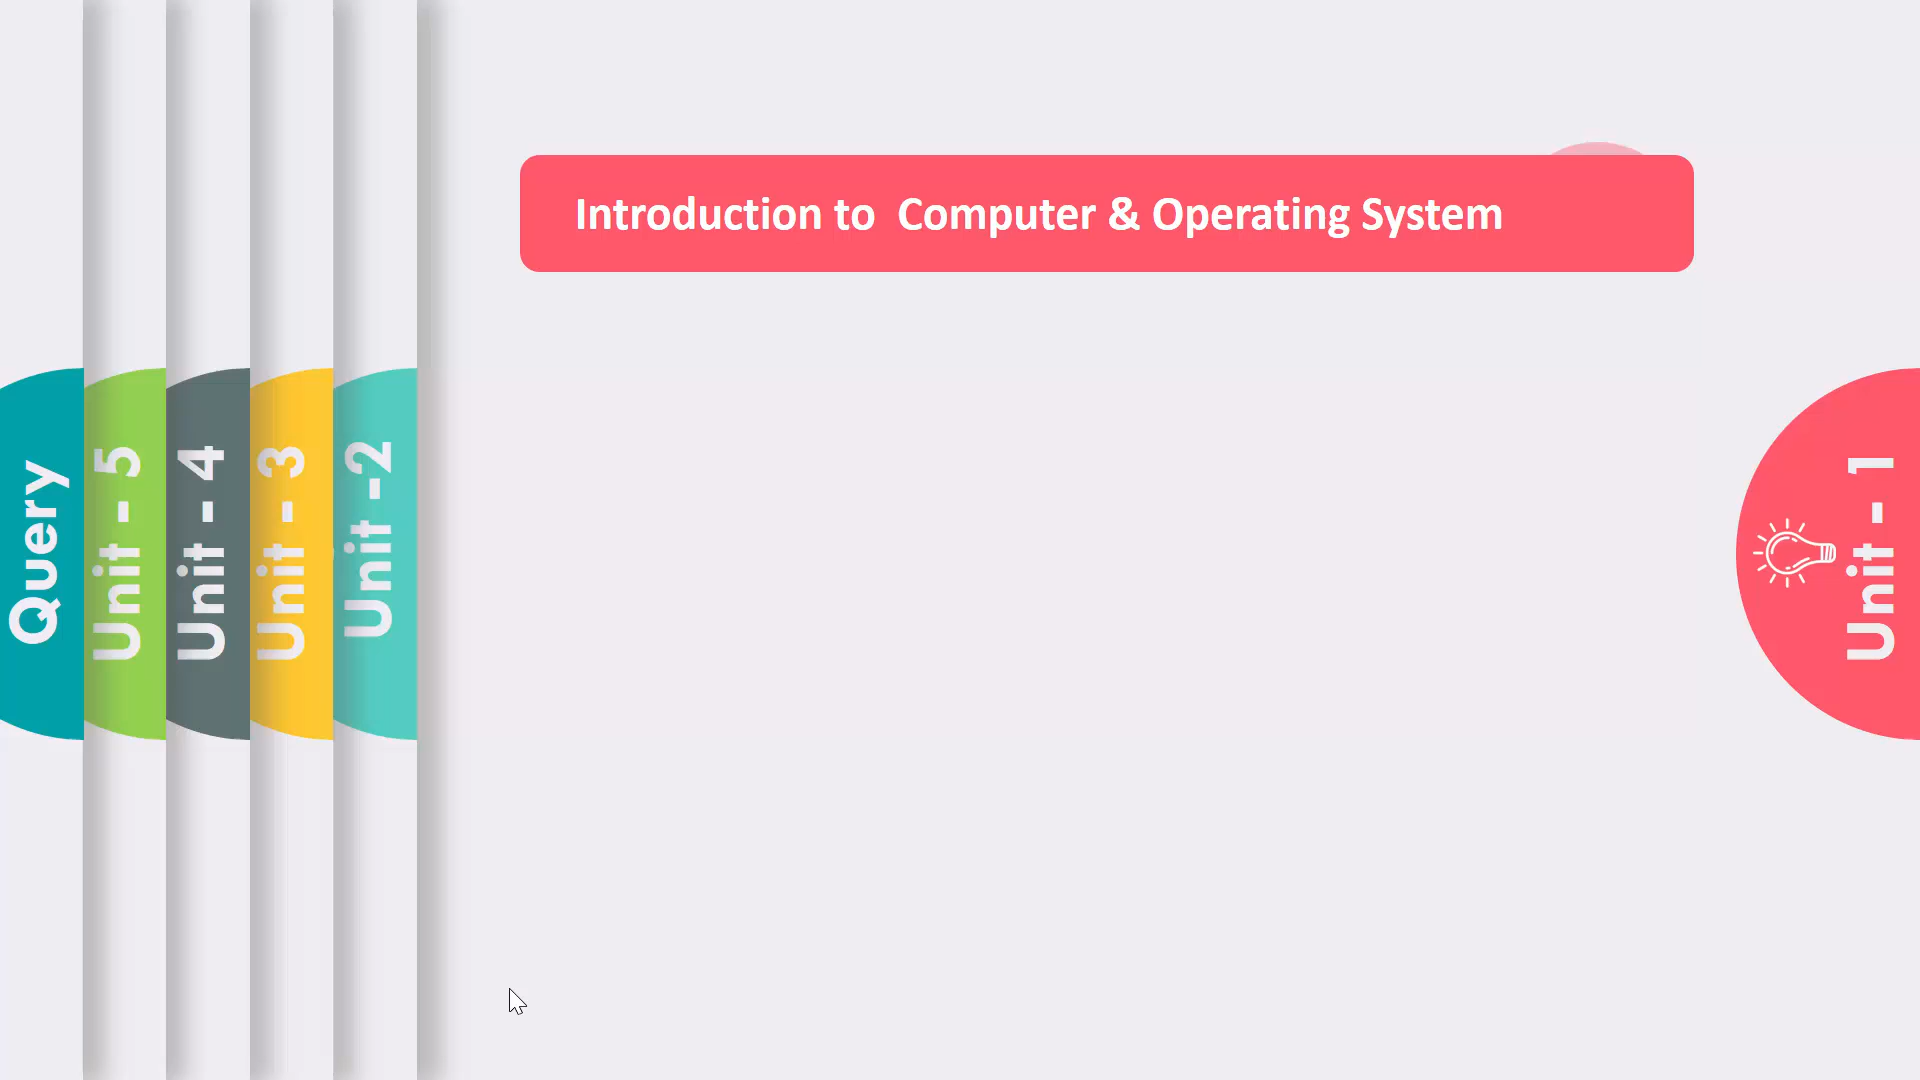 Introduction to  Computer & Operating System
Query
Unit - 5
Unit - 4
Unit - 3
Unit -2
Unit - 1